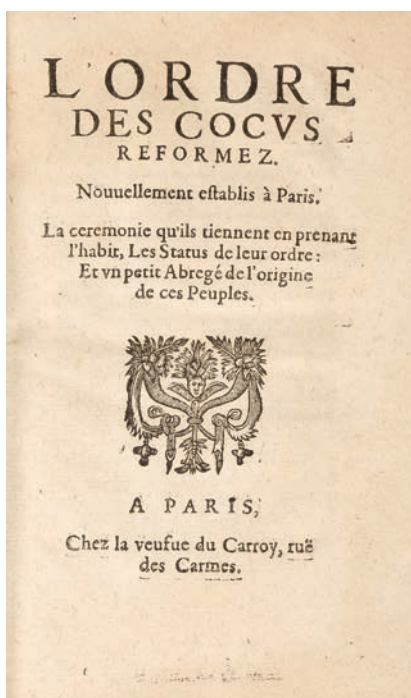 L'ORDRE
DES COCVS
REFORMEZ.
Nouuellement eſtablis à Paris.
La ceremonie qu'ils tiennent en prenant
l'habit, Les Status de leur ordre :
Et vn petit Abregé de l'origine
de ces Peuples.
A PARIS,
Chez la veufue du Carroy, ruë
des Carmes.